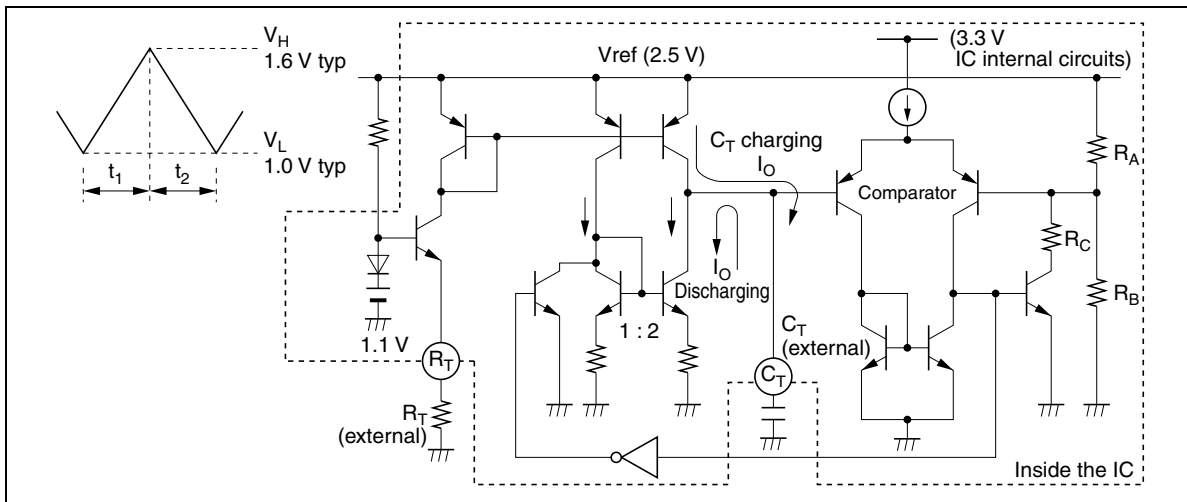 V_H
1.6 V typ
V_L
1.0 V typ
t_1
t_2
Vref (2.5 V)
(3.3 V
IC internal circuits)
C_T charging
I_O
Comparator
R_A
R_C
R_B
I_O
Discharging
1 : 2
C_T
(external)
1.1 V
R_T
C_T
R_T
(external)
Inside the IC